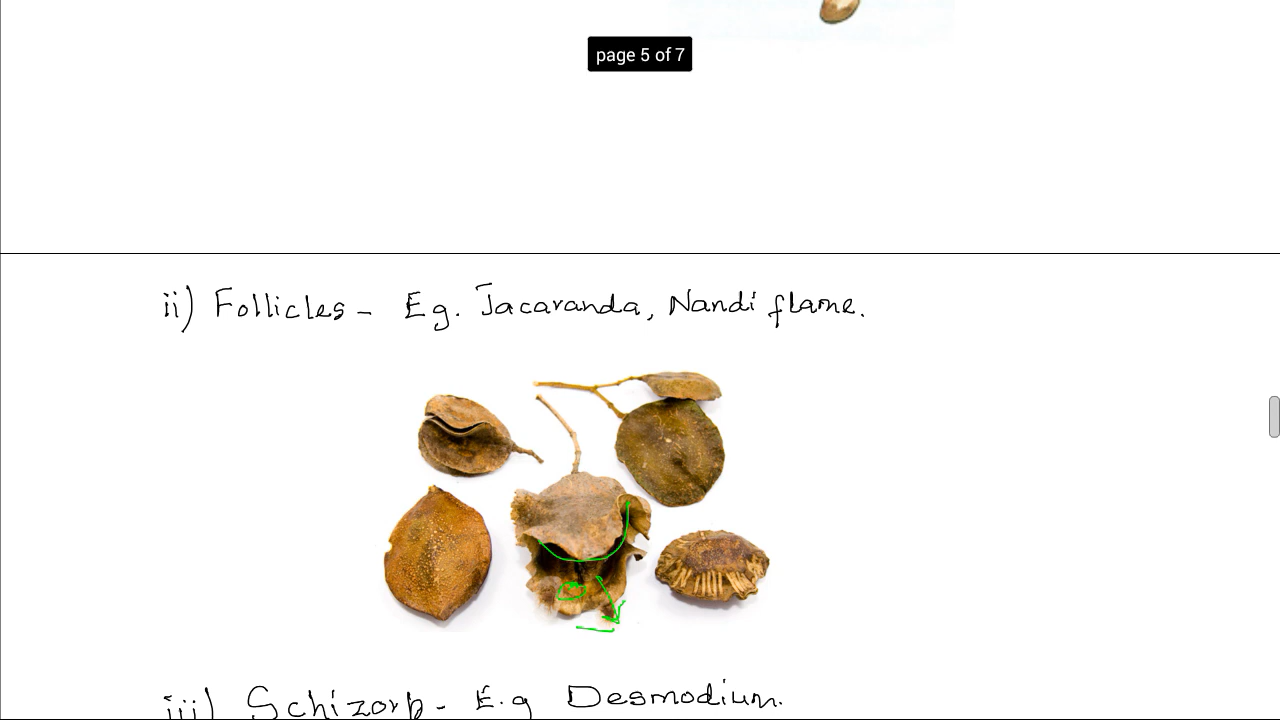 page 5 of 7
ii) Follicles - Eg. Jacaranda, Nandi flame.
iii) Schizorp - E.g Desmodium.